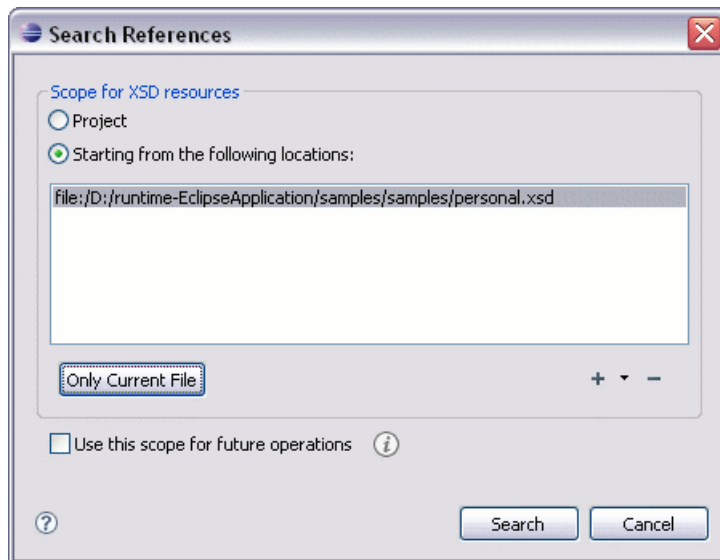 Search References
Scope for XSD resources
Project
Starting from the following locations:
file:/D:/runtime-EclipseApplication/samples/samples/personal.xsd
Only Current File
+ -
Use this scope for future operations i
? Search Cancel